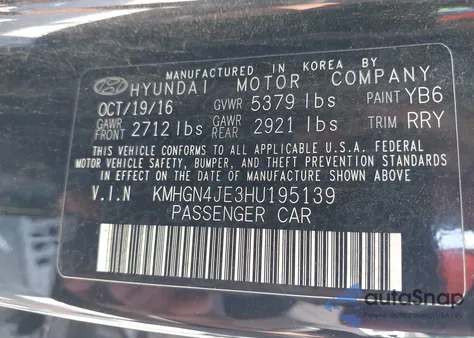 MANUFACTURED IN KOREA BY
HYUNDAI MOTOR COMPANY
OCT/19/16 GVWR 5379 lbs PAINT YB6
GAWR FRONT 2712 lbs GAWR REAR 2921 lbs TRIM RRY
THIS VEHICLE CONFORMS TO ALL APPLICABLE U.S.A. FEDERAL
MOTOR VEHICLE SAFETY, BUMPER, AND THEFT PREVENTION STANDARDS
IN EFFECT ON THE DATE OF MANUFACTURE SHOWN ABOVE.
V.I.N KMHGN4JE3HU195139
PASSENGER CAR
autoSnap